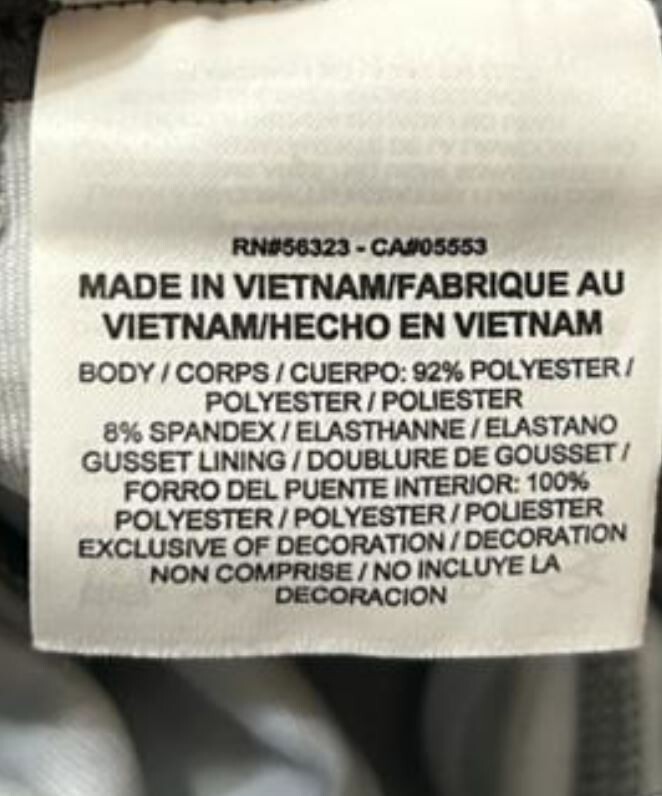 RN#56323 - CA#05553
MADE IN VIETNAM/FABRIQUE AU
VIETNAM/HECHO EN VIETNAM
BODY / CORPS / CUERPO: 92% POLYESTER /
POLYESTER / POLIESTER
8% SPANDEX / ELASTHANNE / ELASTANO
GUSSET LINING / DOUBLURE DE GOUSSET /
FORRO DEL PUENTE INTERIOR: 100%
POLYESTER / POLYESTER / POLIESTER
EXCLUSIVE OF DECORATION / DECORATION
NON COMPRISE / NO INCLUYE LA
DECORACION